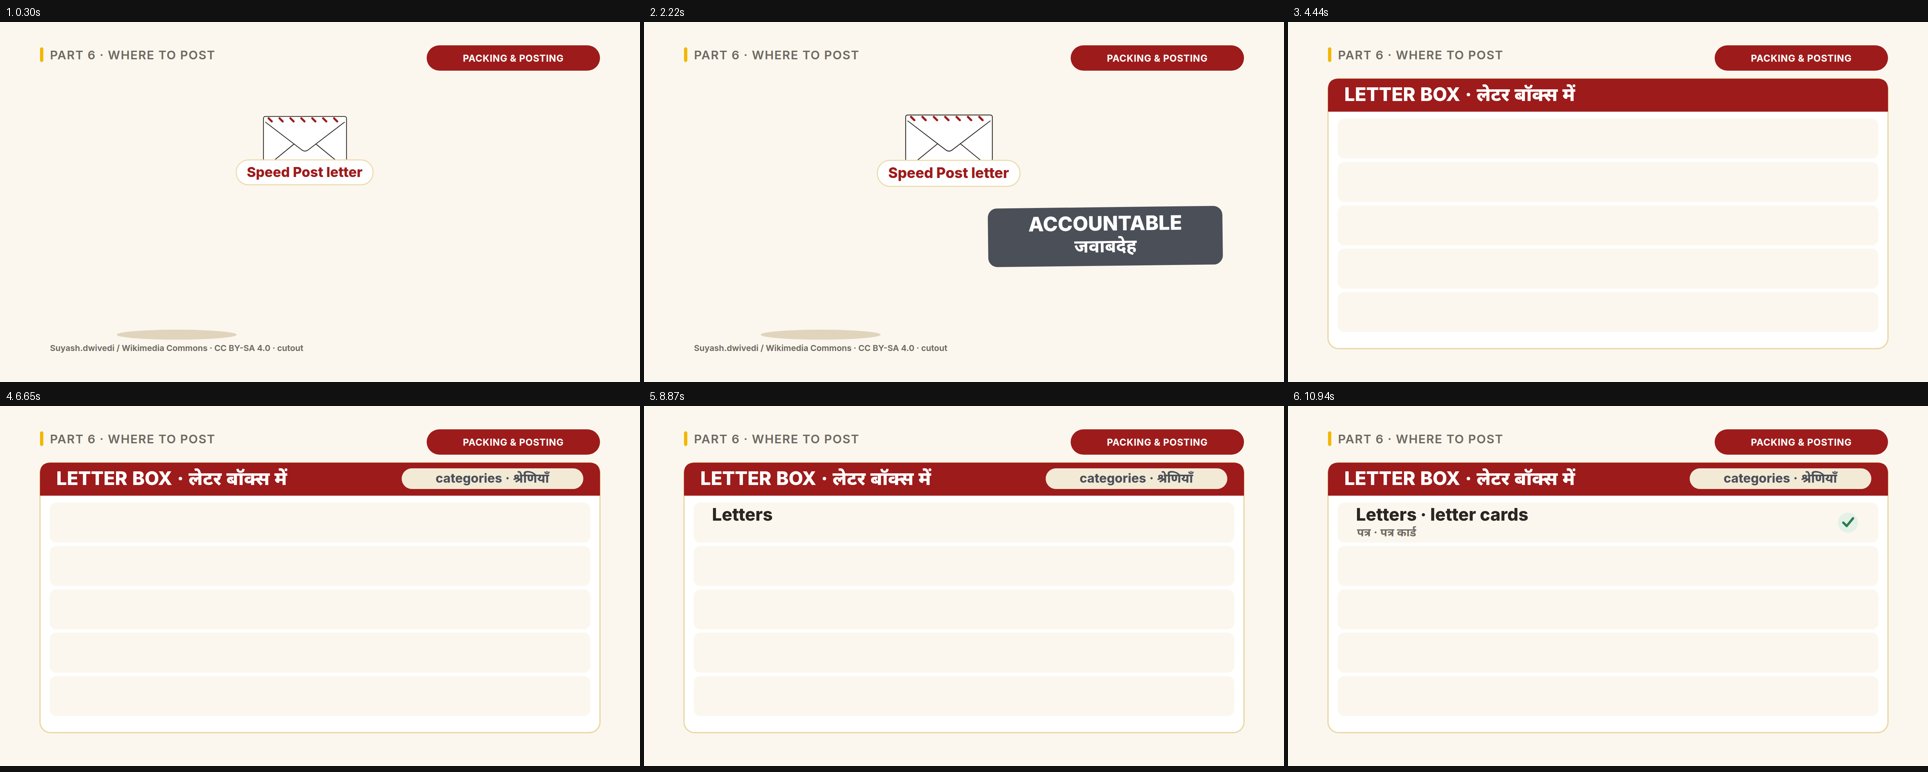 1. 0.30s
PART 6 · WHERE TO POST
PACKING & POSTING
Speed Post letter
Suyash.dwivedi / Wikimedia Commons · CC BY-SA 4.0 · cutout
2. 2.22s
PART 6 · WHERE TO POST
PACKING & POSTING
Speed Post letter
ACCOUNTABLE
जवाबदेह
Suyash.dwivedi / Wikimedia Commons · CC BY-SA 4.0 · cutout
3. 4.44s
PART 6 · WHERE TO POST
PACKING & POSTING
LETTER BOX · लेटर बॉक्स में
4. 6.65s
PART 6 · WHERE TO POST
PACKING & POSTING
LETTER BOX · लेटर बॉक्स में
categories · श्रेणियाँ
5. 8.87s
PART 6 · WHERE TO POST
PACKING & POSTING
LETTER BOX · लेटर बॉक्स में
categories · श्रेणियाँ
Letters
6. 10.94s
PART 6 · WHERE TO POST
PACKING & POSTING
LETTER BOX · लेटर बॉक्स में
categories · श्रेणियाँ
Letters · letter cards
पत्र · पत्र कार्ड